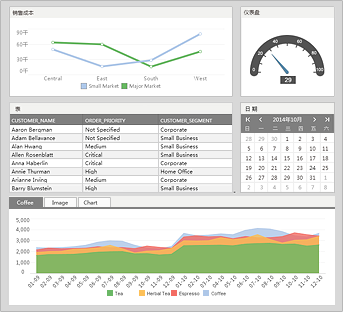 销售成本
90千
60千
30千
0千
Central East South West
Small Market Major Market
仪表盘
29
表
CUSTOMER_NAME ORDER_PRIORITY CUSTOMER_SEGMENT
Aaron Bergman Not Specified Corporate
Adam Bellavance Not Specified Small Business
Alan Hwang Medium Small Business
Allen Rosenblatt Critical Small Business
Anna Haberlin Critical Small Business
Annie Thurman High Home Office
Arianne Irving Medium Corporate
Barry Blumstein High Small Business
日期
2014年10月
日 一 二 三 四 五 六
28 29 30 1 2 3 4
5 6 7 8 9 10 11
12 13 14 15 16 17 18
19 20 21 22 23 24 25
26 27 28 29 30 31 1
2 3 4 5 6 7 8
Coffee Image Chart
5,000
4,000
3,000
2,000
1,000
0
Tea Herbal Tea Espresso Coffee